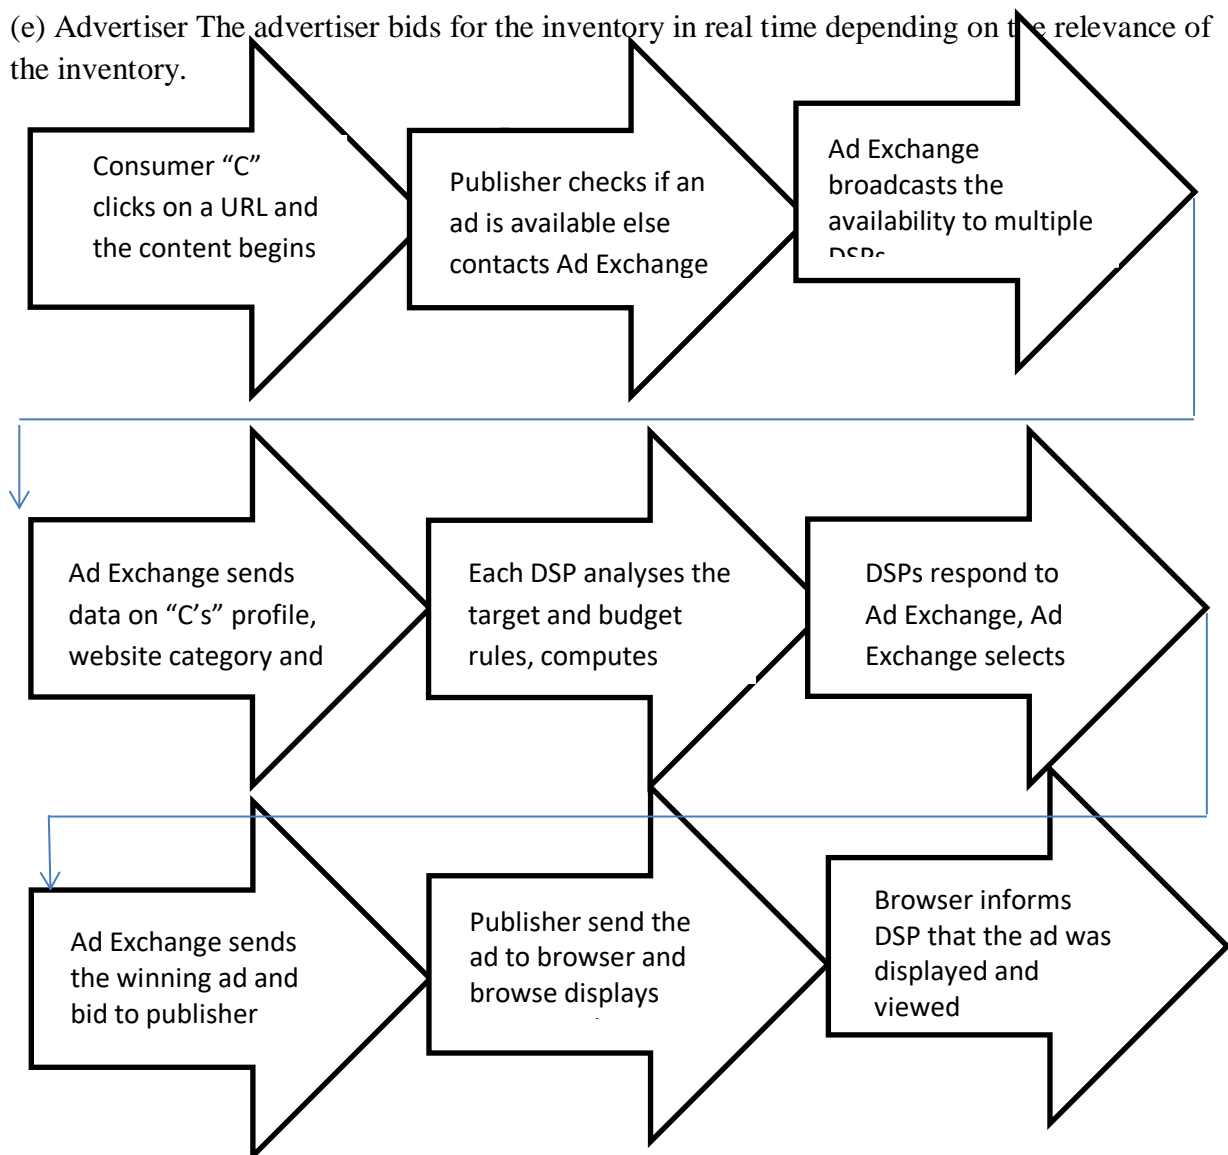 (e) Advertiser The advertiser bids for the inventory in real time depending on the relevance of
the inventory.
Consumer “C”
clicks on a URL and
the content begins
Publisher checks if an
ad is available else
contacts Ad Exchange
Ad Exchange
broadcasts the
availability to multiple
DSPs
Ad Exchange sends
data on “C’s” profile,
website category and
Each DSP analyses the
target and budget
rules, computes
DSPs respond to
Ad Exchange, Ad
Exchange selects
Ad Exchange sends
the winning ad and
bid to publisher
Publisher send the
ad to browser and
browse displays
Browser informs
DSP that the ad was
displayed and
viewed